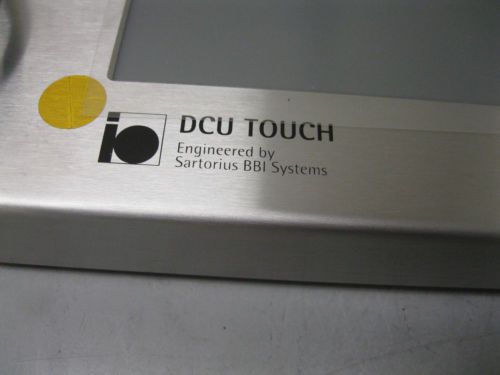 DCU TOUCH
Engineered by
Sartorius BBI Systems